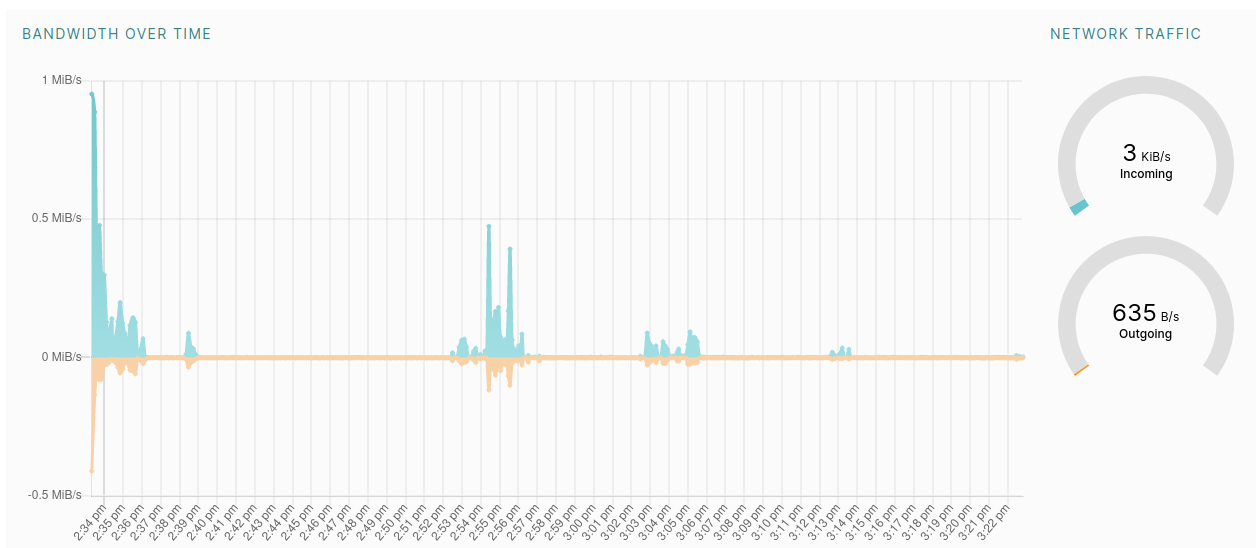 BANDWIDTH OVER TIME
NETWORK TRAFFIC
1 MiB/s
0.5 MiB/s
0 MiB/s
-0.5 MiB/s
2:34 pm
2:35 pm
2:36 pm
2:37 pm
2:38 pm
2:39 pm
2:40 pm
2:41 pm
2:42 pm
2:43 pm
2:44 pm
2:45 pm
2:46 pm
2:47 pm
2:48 pm
2:49 pm
2:50 pm
2:51 pm
2:52 pm
2:53 pm
2:54 pm
2:55 pm
2:56 pm
2:57 pm
2:58 pm
2:59 pm
3:00 pm
3:01 pm
3:02 pm
3:03 pm
3:04 pm
3:05 pm
3:06 pm
3:07 pm
3:08 pm
3:09 pm
3:10 pm
3:11 pm
3:12 pm
3:13 pm
3:14 pm
3:15 pm
3:16 pm
3:17 pm
3:18 pm
3:19 pm
3:20 pm
3:21 pm
3:22 pm
3 KiB/s
Incoming
635 B/s
Outgoing